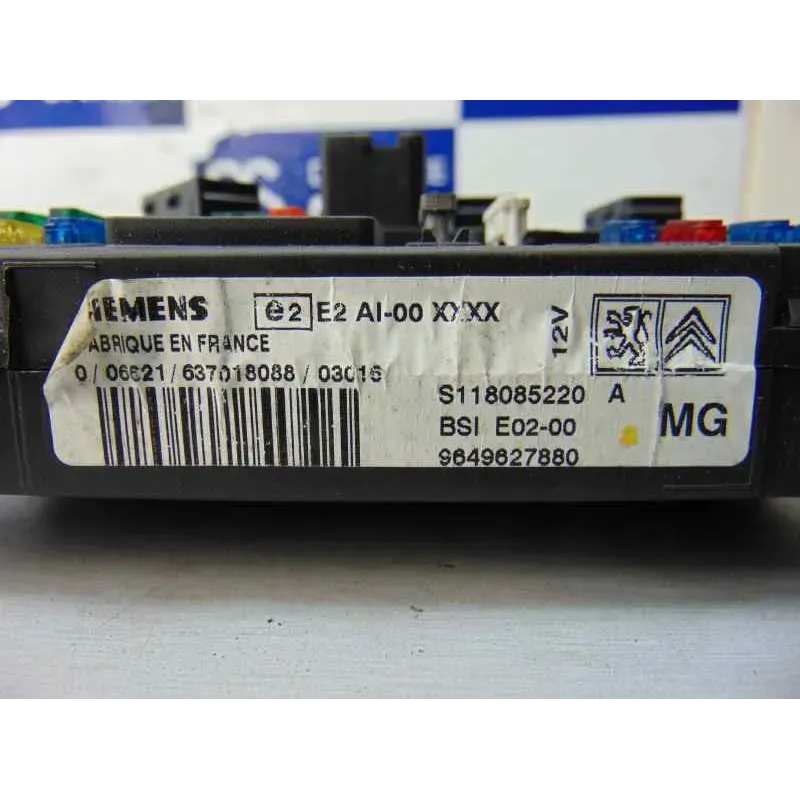 SIEMENS e2 E2 AI-00 XXXX 12V
FABRIQUE EN FRANCE
0/06621/637018088/03016
S118085220 A
BSI E02-00 MG
9649627880